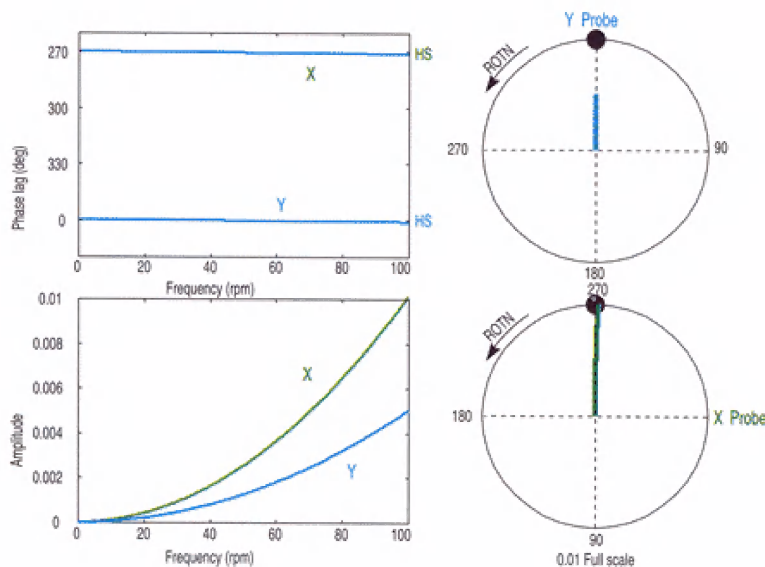 270
300
330
0
Phase lag (deg)
X
Y
HS
HS
0
20
40
60
80
100
Frequency (rpm)
Y Probe
ROTN
270
90
180
0.01
0.008
0.006
0.004
0.002
0
Amplitude
X
Y
0
20
40
60
80
100
Frequency (rpm)
270
ROTN
180
X Probe
90
0.01 Full scale